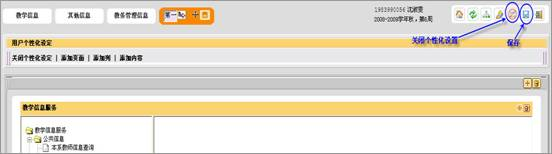 教学信息
其他信息
教务管理信息
第一
1993990056 沈淑雯
2008-2009学年秋，第6周
关闭个性化设置
保存
用户个性化设定
关闭个性化设定 | 添加页面 | 添加列 | 添加内容
教学信息服务
教学信息服务
公共信息
本系教师信息查询